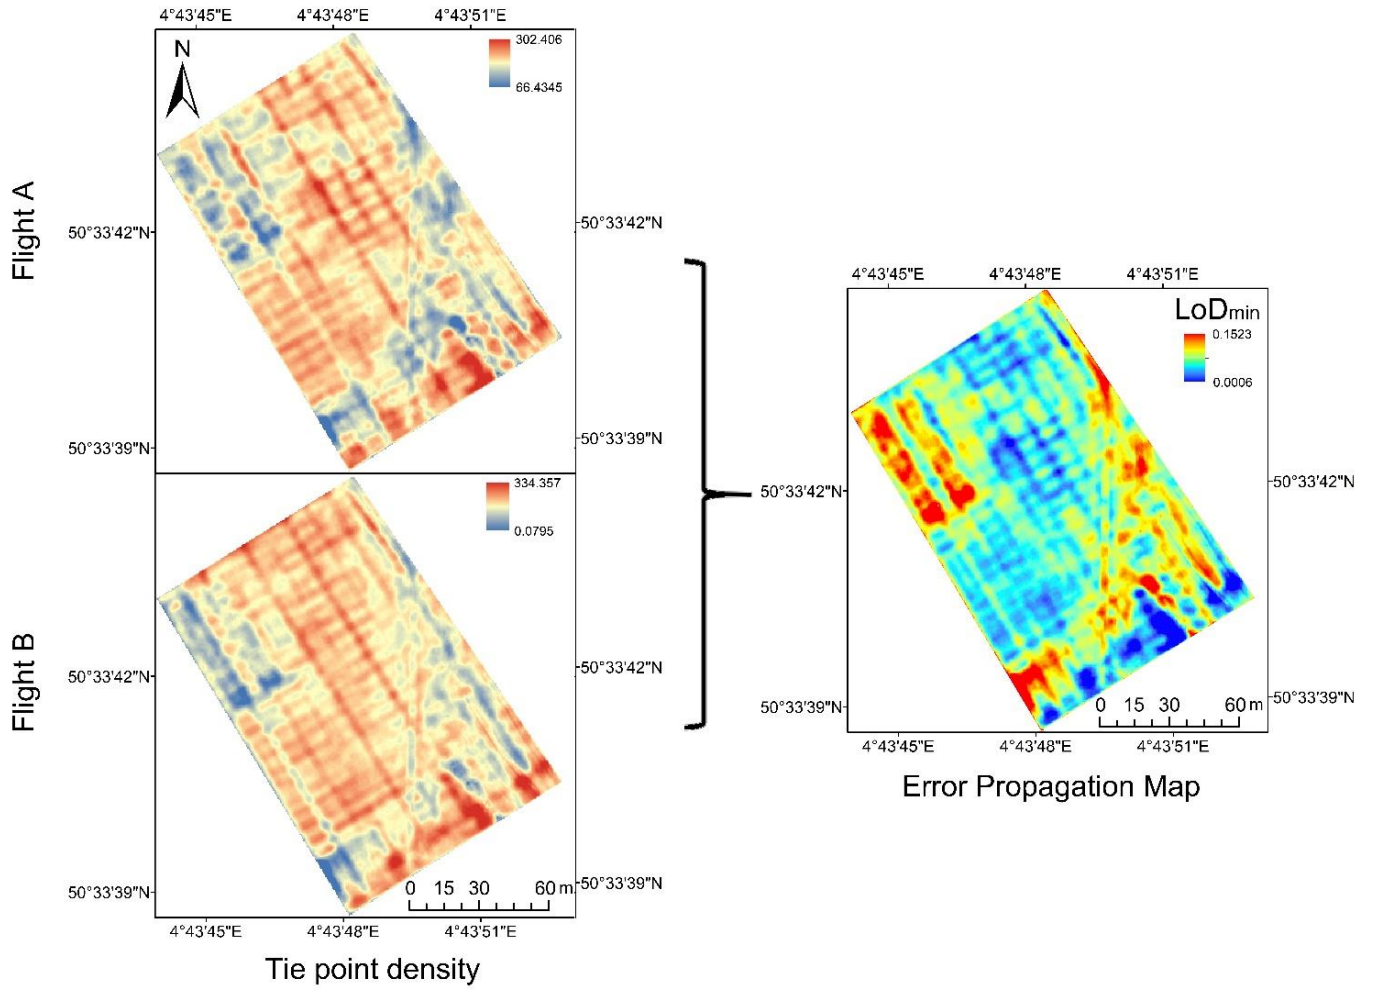 4°43'45"E 4°43'48"E 4°43'51"E
N
302.406
66.4345
Flight A
50°33'42"N 50°33'42"N
50°33'39"N 50°33'39"N
334.357
0.0795
Flight B
50°33'42"N 50°33'42"N
50°33'39"N 50°33'39"N
0 15 30 60 m
4°43'45"E 4°43'48"E 4°43'51"E
Tie point density
4°43'45"E 4°43'48"E 4°43'51"E
LoDmin
0.1523
0.0006
50°33'42"N 50°33'42"N
50°33'39"N 50°33'39"N
0 15 30 60 m
4°43'45"E 4°43'48"E 4°43'51"E
Error Propagation Map